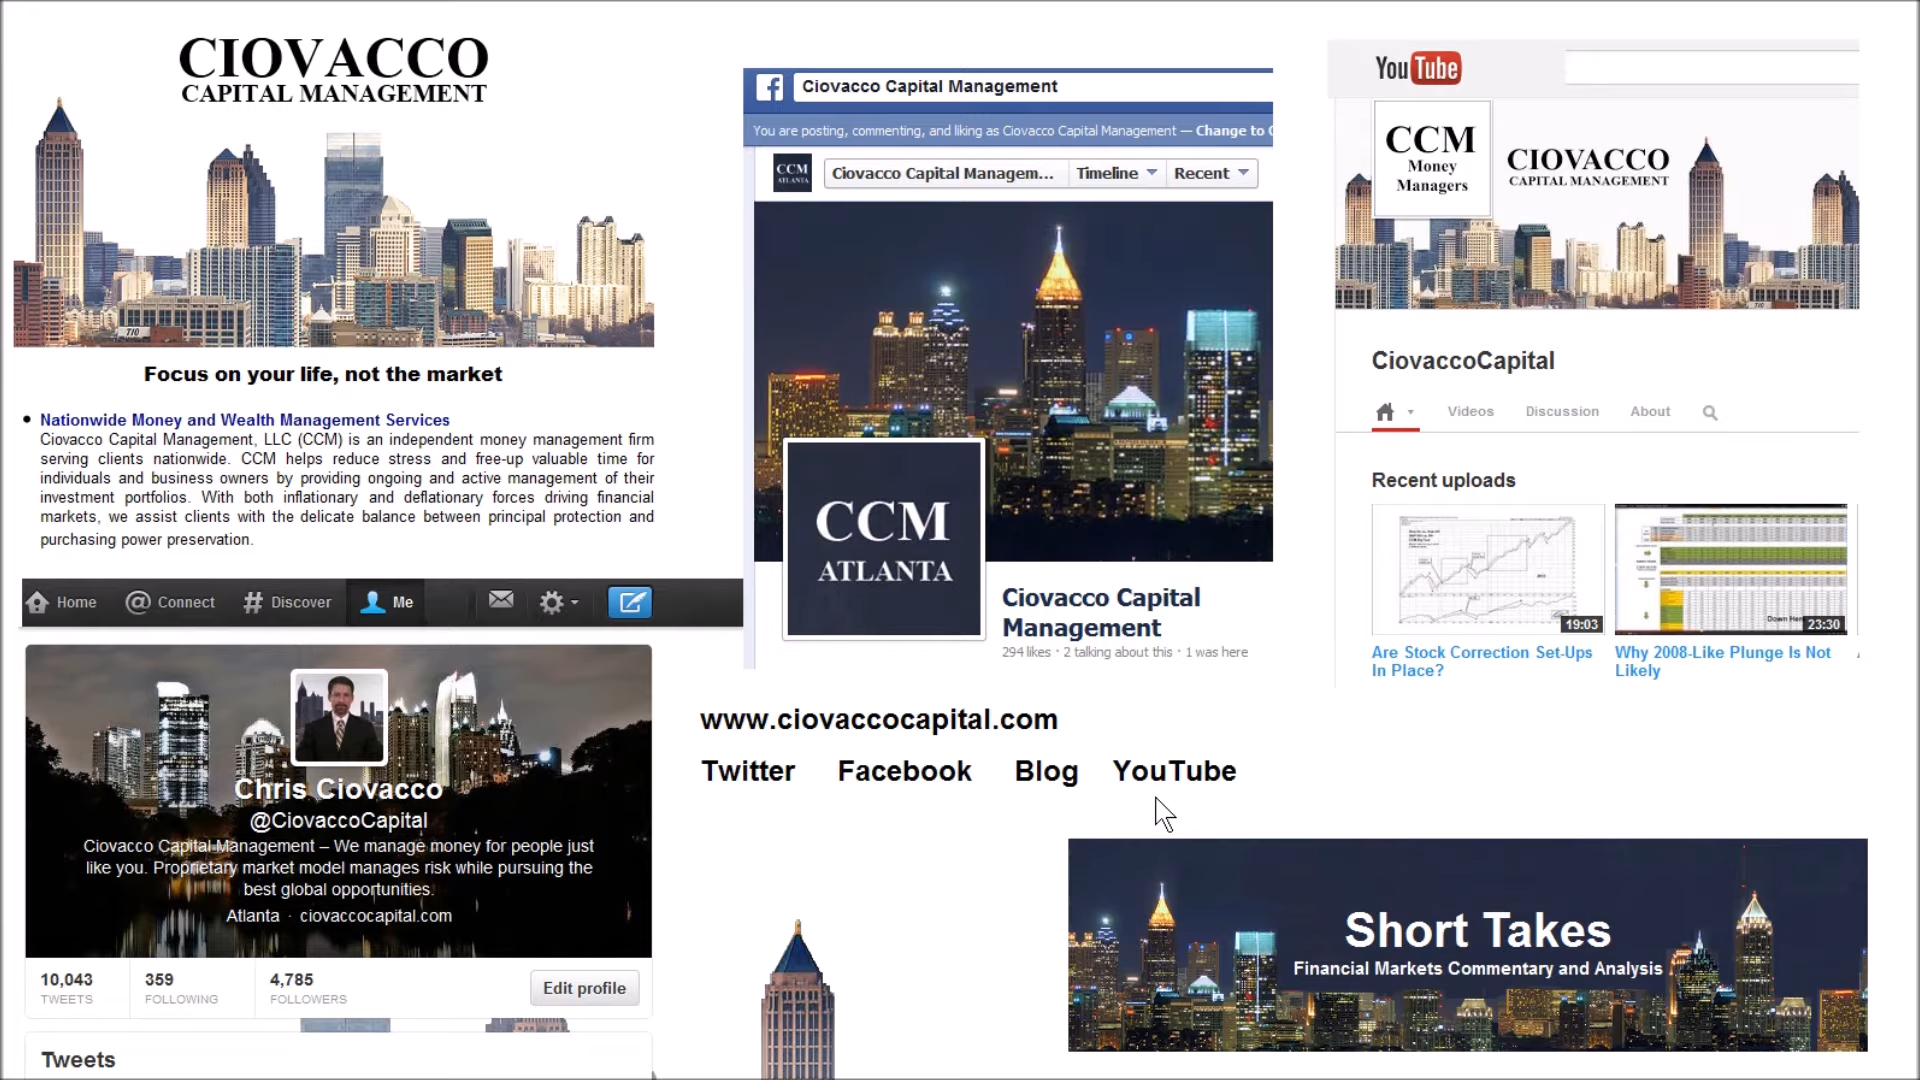 CIOVACCO
CAPITAL MANAGEMENT
Focus on your life, not the market
Nationwide Money and Wealth Management Services
Ciovacco Capital Management, LLC (CCM) is an independent money management firm
serving clients nationwide. CCM helps reduce stress and free-up valuable time for
individuals and business owners by providing ongoing and active management of their
investment portfolios. With both inflationary and deflationary forces driving financial
markets, we assist clients with the delicate balance between principal protection and
purchasing power preservation.
Home @ Connect # Discover Me
Chris Ciovacco
@CiovaccoCapital
Ciovacco Capital Management – We manage money for people just
like you. Proprietary market model manages risk while pursuing the
best global opportunities.
Atlanta · ciovaccocapital.com
10,043 359 4,785
TWEETS FOLLOWING FOLLOWERS
Edit profile
Tweets
Ciovacco Capital Management
You are posting, commenting, and liking as Ciovacco Capital Management — Change to
CCM
ATLANTA
Ciovacco Capital Managem... Timeline Recent
CCM
ATLANTA
Ciovacco Capital
Management
294 likes · 2 talking about this · 1 was here
YouTube
CCM
Money
Managers
CIOVACCO
CAPITAL MANAGEMENT
CiovaccoCapital
Videos Discussion About
Recent uploads
19:03
Down
23:30
Are Stock Correction Set-Ups
In Place?
Why 2008-Like Plunge Is Not
Likely
www.ciovaccocapital.com
Twitter Facebook Blog YouTube
Short Takes
Financial Markets Commentary and Analysis